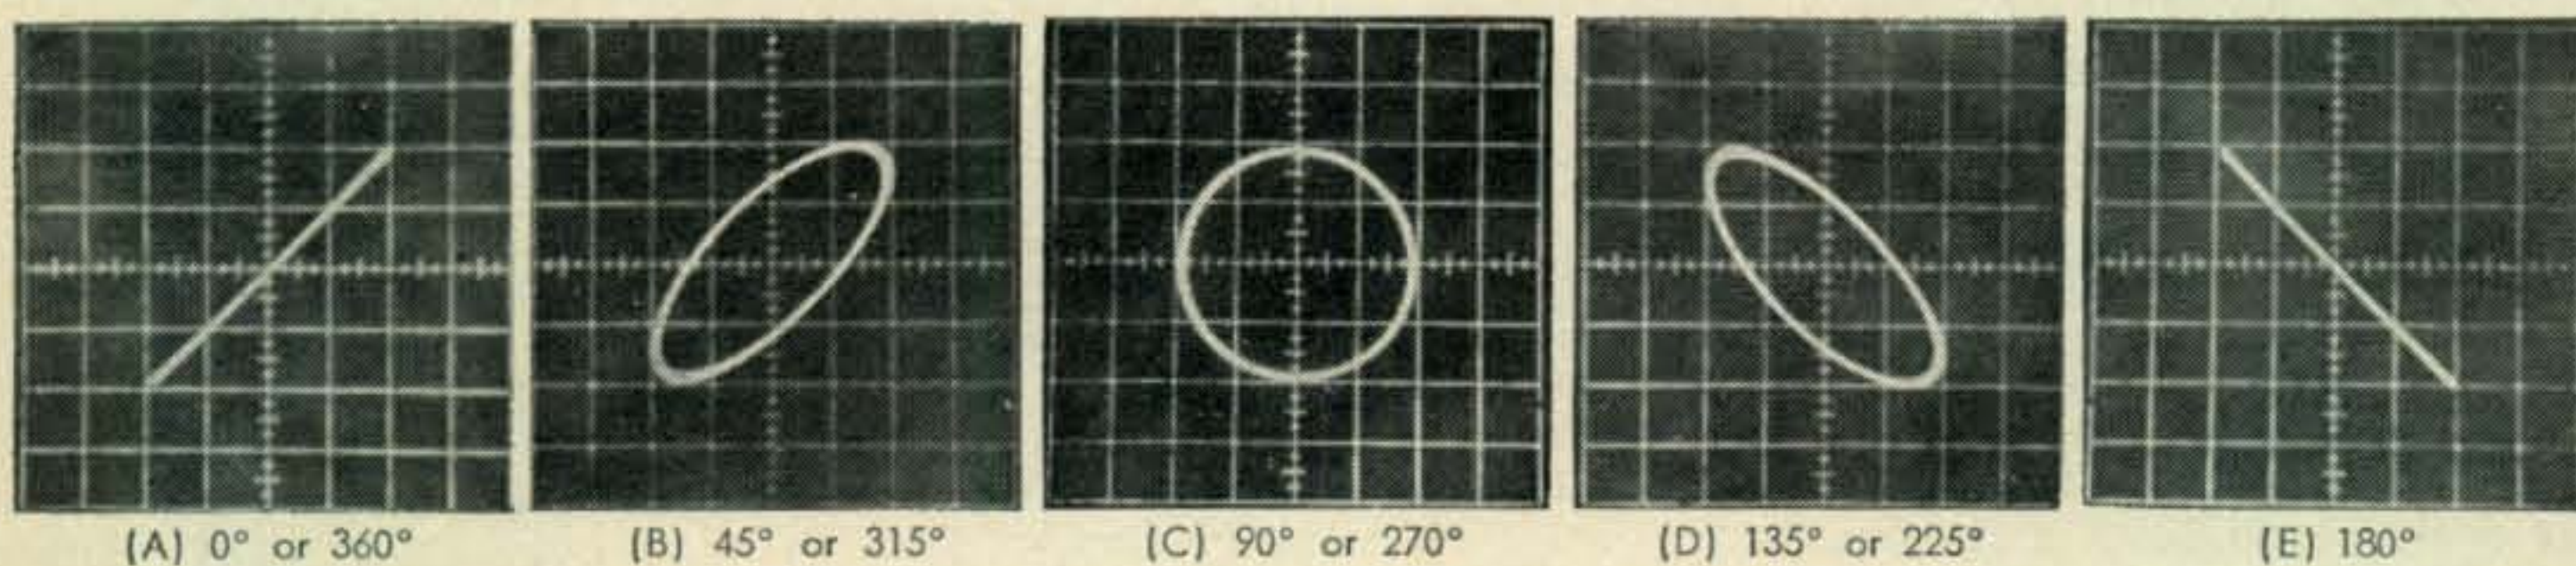 (A) 0° or 360°
(B) 45° or 315°
(C) 90° or 270°
(D) 135° or 225°
(E) 180°